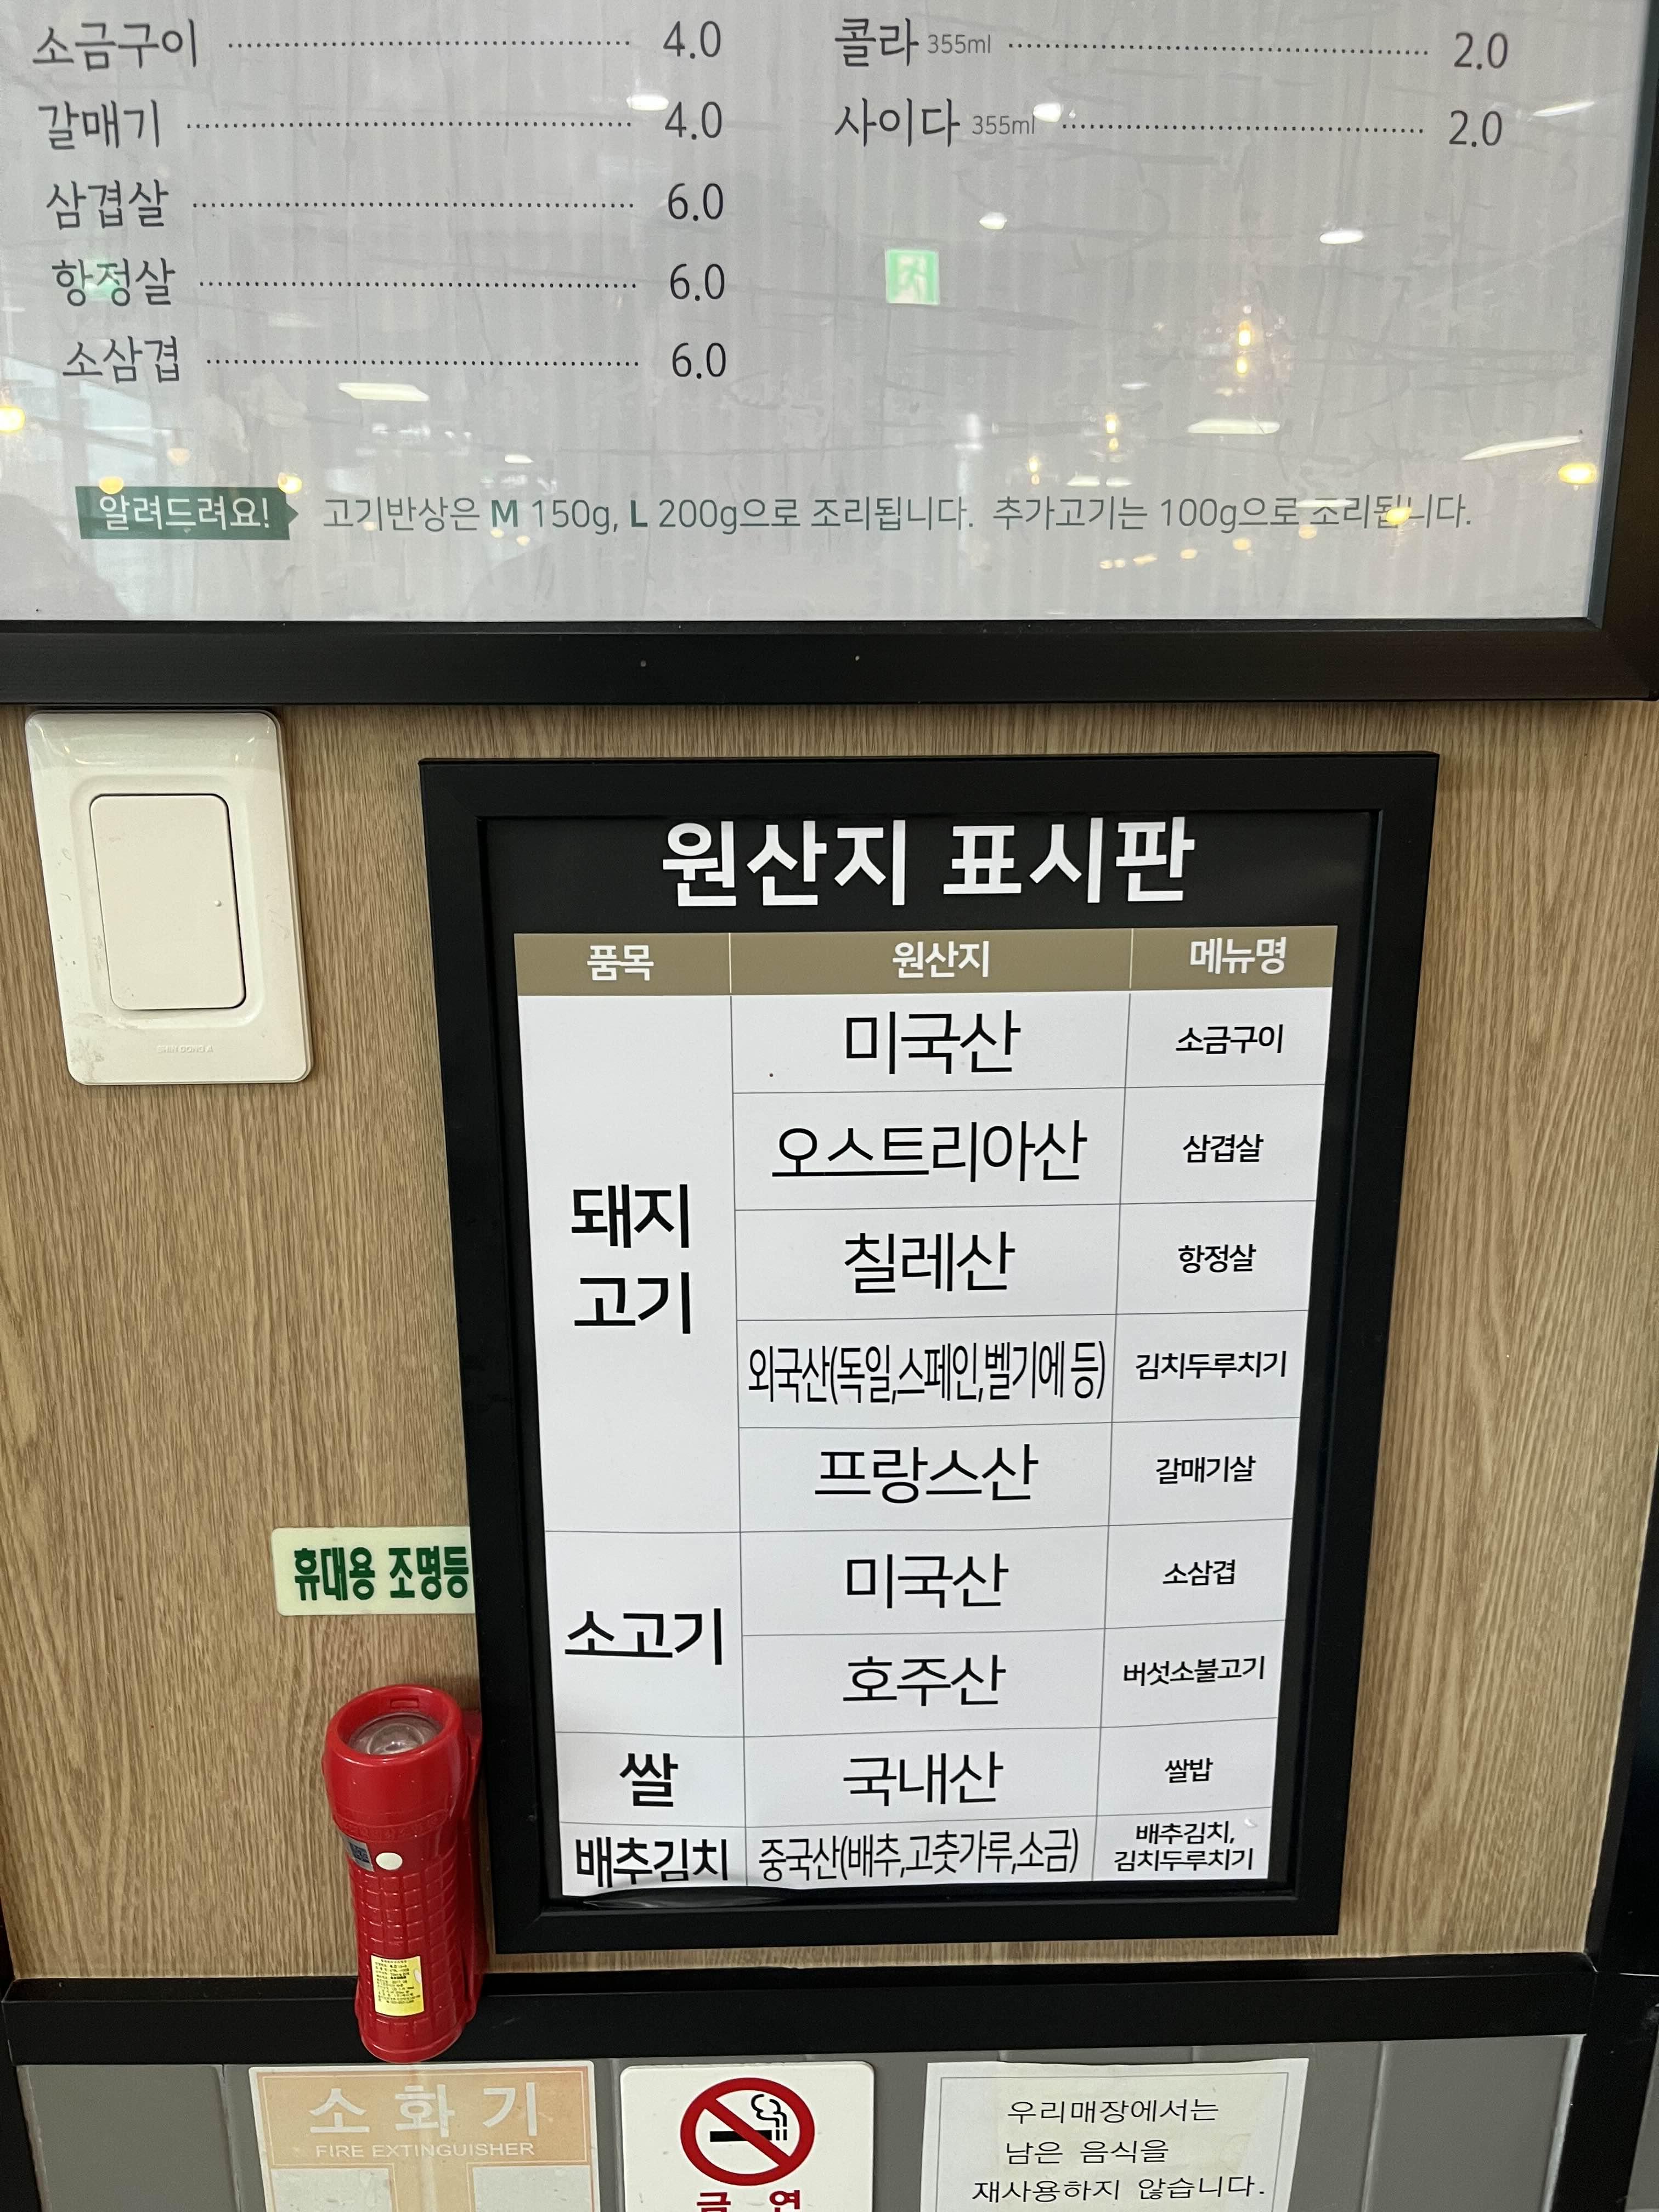 소금구이 4.0
갈매기 4.0
삼겹살 6.0
항정살 6.0
소삼겹 6.0
콜라 355ml 2.0
사이다 355ml 2.0
알려드려요! 고기반상은 M 150g, L 200g으로 조리됩니다. 추가고기는 100g으로 조리됩니다.
원산지 표시판
품목 원산지 메뉴명
돼지
고기
미국산 소금구이
오스트리아산 삼겹살
칠레산 항정살
외국산(독일,스페인,벨기에 등) 김치두루치기
프랑스산 갈매기살
소고기
미국산 소삼겹
호주산 버섯소불고기
쌀 국내산 쌀밥
배추김치 중국산(배추,고춧가루,소금) 배추김치,
김치두루치기
휴대용 조명등
소화기
FIRE EXTINGUISHER
금연
우리매장에서는
남은 음식을
재사용하지 않습니다.